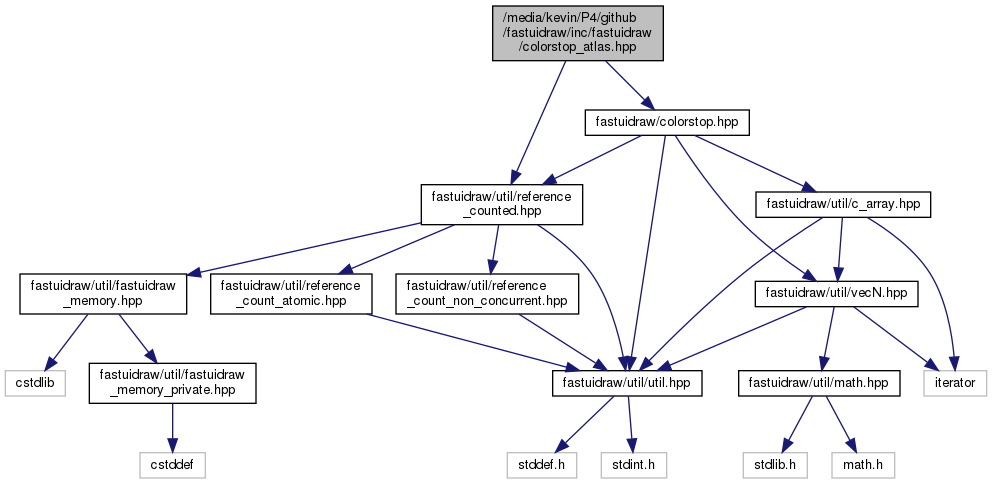 /media/kevin/P4/github
/fastuidraw/inc/fastuidraw
/colorstop_atlas.hpp
fastuidraw/colorstop.hpp
fastuidraw/util/reference
_counted.hpp
fastuidraw/util/c_array.hpp
fastuidraw/util/fastuidraw
_memory.hpp
fastuidraw/util/reference
_count_atomic.hpp
fastuidraw/util/reference
_count_non_concurrent.hpp
fastuidraw/util/vecN.hpp
cstdlib
fastuidraw/util/fastuidraw
_memory_private.hpp
fastuidraw/util/util.hpp
fastuidraw/util/math.hpp
iterator
cstddef
stddef.h
stdint.h
stdlib.h
math.h